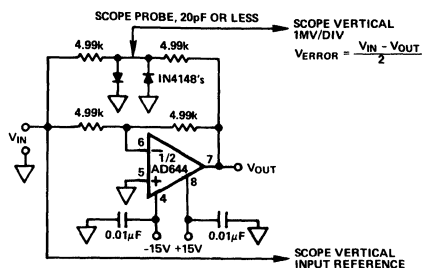 SCOPE PROBE, 20pF OR LESS
SCOPE VERTICAL
1MV/DIV
VERROR = VIN − VOUT
2
4.99k
4.99k
IN4148's
4.99k
4.99k
VIN
6
−
1/2
AD644
7
VOUT
5
+
8
4
0.01μF
-15V +15V
0.01μF
SCOPE VERTICAL
INPUT REFERENCE